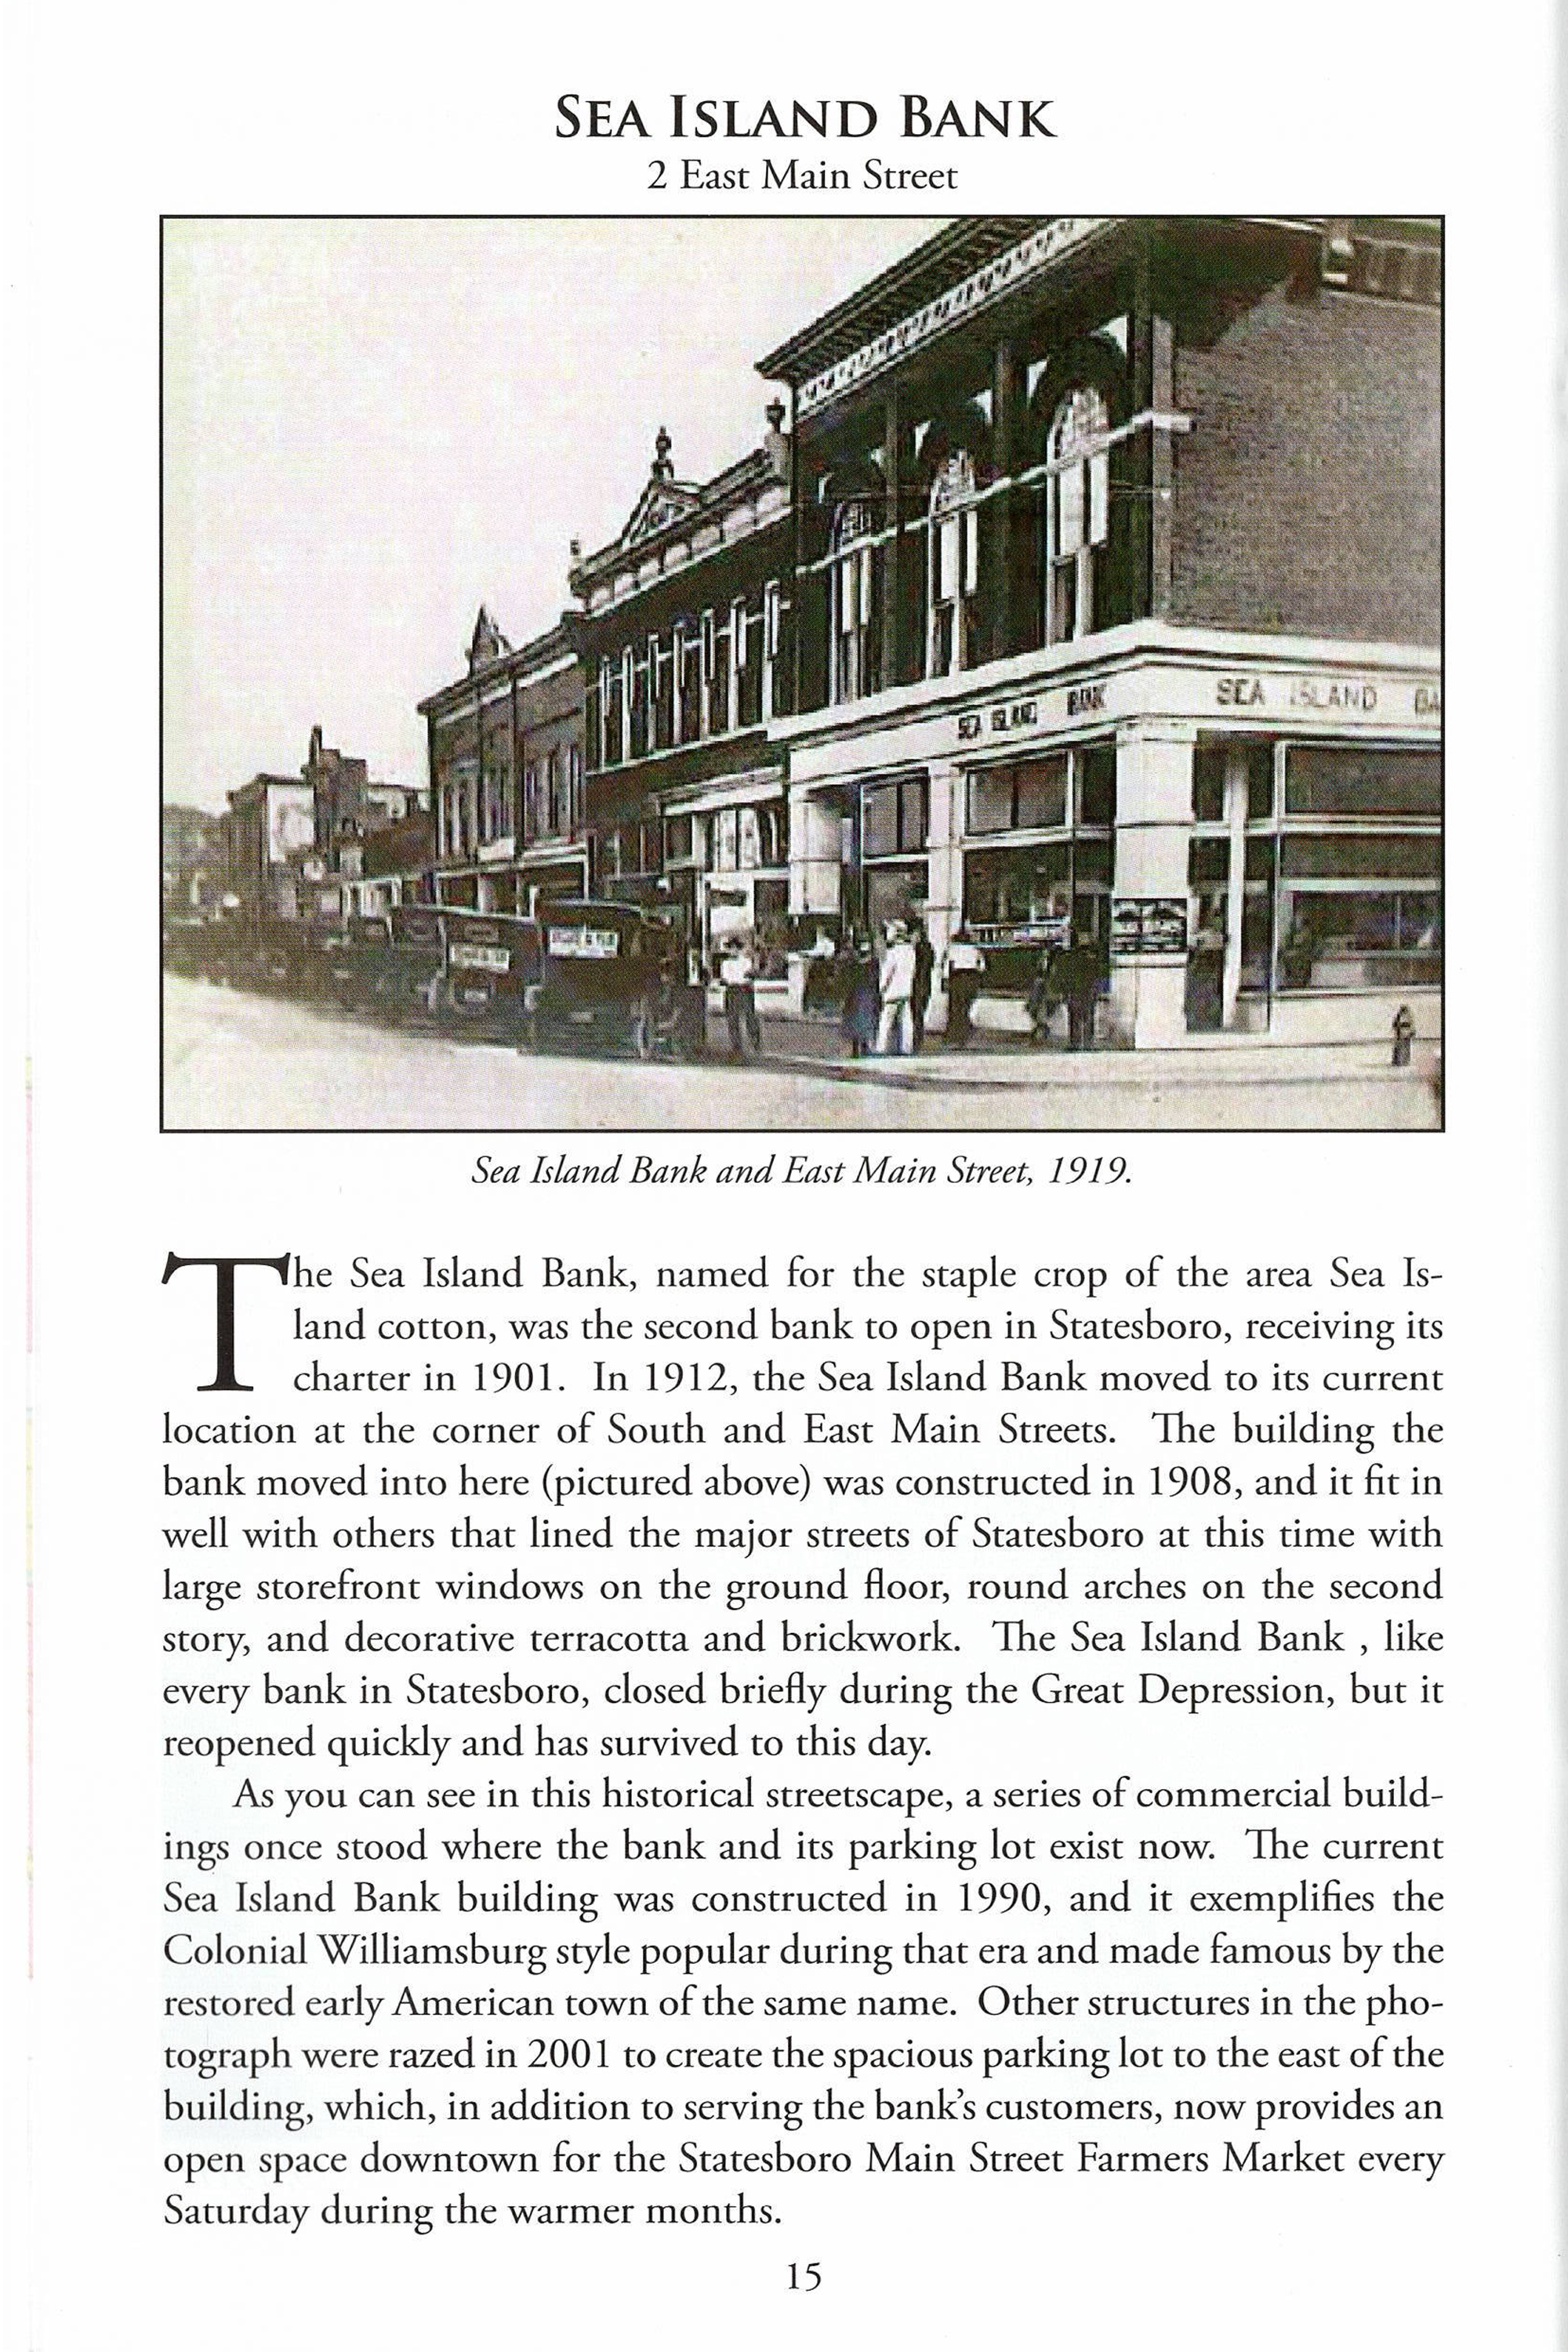 SEA ISLAND BANK
2 East Main Street
SEA ISLAND BANK
SEA ISLAND BA
Sea Island Bank and East Main Street, 1919.
The Sea Island Bank, named for the staple crop of the area Sea Is-
land cotton, was the second bank to open in Statesboro, receiving its
charter in 1901. In 1912, the Sea Island Bank moved to its current
location at the corner of South and East Main Streets. The building the
bank moved into here (pictured above) was constructed in 1908, and it fit in
well with others that lined the major streets of Statesboro at this time with
large storefront windows on the ground floor, round arches on the second
story, and decorative terracotta and brickwork. The Sea Island Bank , like
every bank in Statesboro, closed briefly during the Great Depression, but it
reopened quickly and has survived to this day.
As you can see in this historical streetscape, a series of commercial build-
ings once stood where the bank and its parking lot exist now. The current
Sea Island Bank building was constructed in 1990, and it exemplifies the
Colonial Williamsburg style popular during that era and made famous by the
restored early American town of the same name. Other structures in the pho-
tograph were razed in 2001 to create the spacious parking lot to the east of the
building, which, in addition to serving the bank's customers, now provides an
open space downtown for the Statesboro Main Street Farmers Market every
Saturday during the warmer months.
15